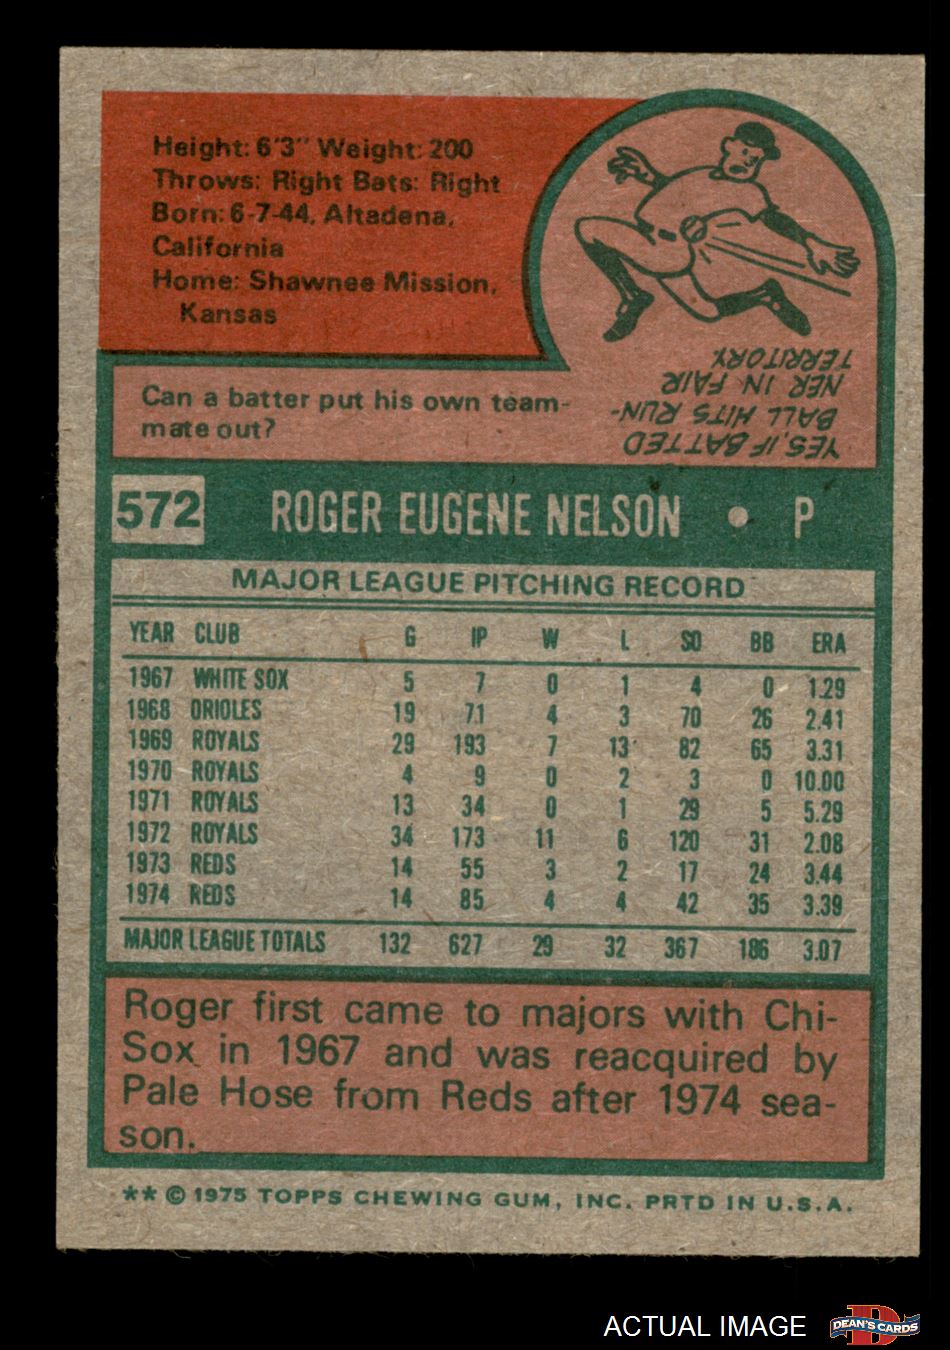 Height: 6'3" Weight: 200
Throws: Right Bats: Right
Born: 6-7-44, Altadena,
California
Home: Shawnee Mission,
Kansas
Can a batter put his own team-
mate out?
YES, IF BATTED
BALL HITS RUN-
NER IN FAIR
TERRITORY.
572 ROGER EUGENE NELSON • P
MAJOR LEAGUE PITCHING RECORD
YEAR CLUB G IP W L SO BB ERA
1967 WHITE SOX 5 7 0 1 4 0 1.29
1968 ORIOLES 19 71 4 3 70 26 2.41
1969 ROYALS 29 193 7 13 82 65 3.31
1970 ROYALS 4 9 0 2 3 0 10.00
1971 ROYALS 13 34 0 1 29 5 5.29
1972 ROYALS 34 173 11 6 120 31 2.08
1973 REDS 14 55 3 2 17 24 3.44
1974 REDS 14 85 4 4 42 35 3.39
MAJOR LEAGUE TOTALS 132 627 29 32 367 186 3.07
Roger first came to majors with Chi-
Sox in 1967 and was reacquired by
Pale Hose from Reds after 1974 sea-
son.
** © 1975 TOPPS CHEWING GUM, INC. PRTD IN U.S.A.
ACTUAL IMAGE
D
DEAN'S CARDS